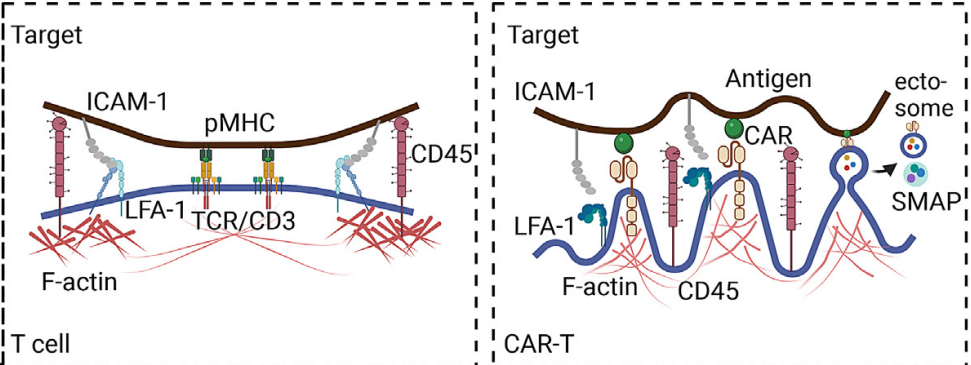 Target
ICAM-1
pMHC
CD45
LFA-1
TCR/CD3
F-actin
T cell
Target
Antigen
ecto-
some
ICAM-1
CAR
SMAP
LFA-1
F-actin
CD45
CAR-T